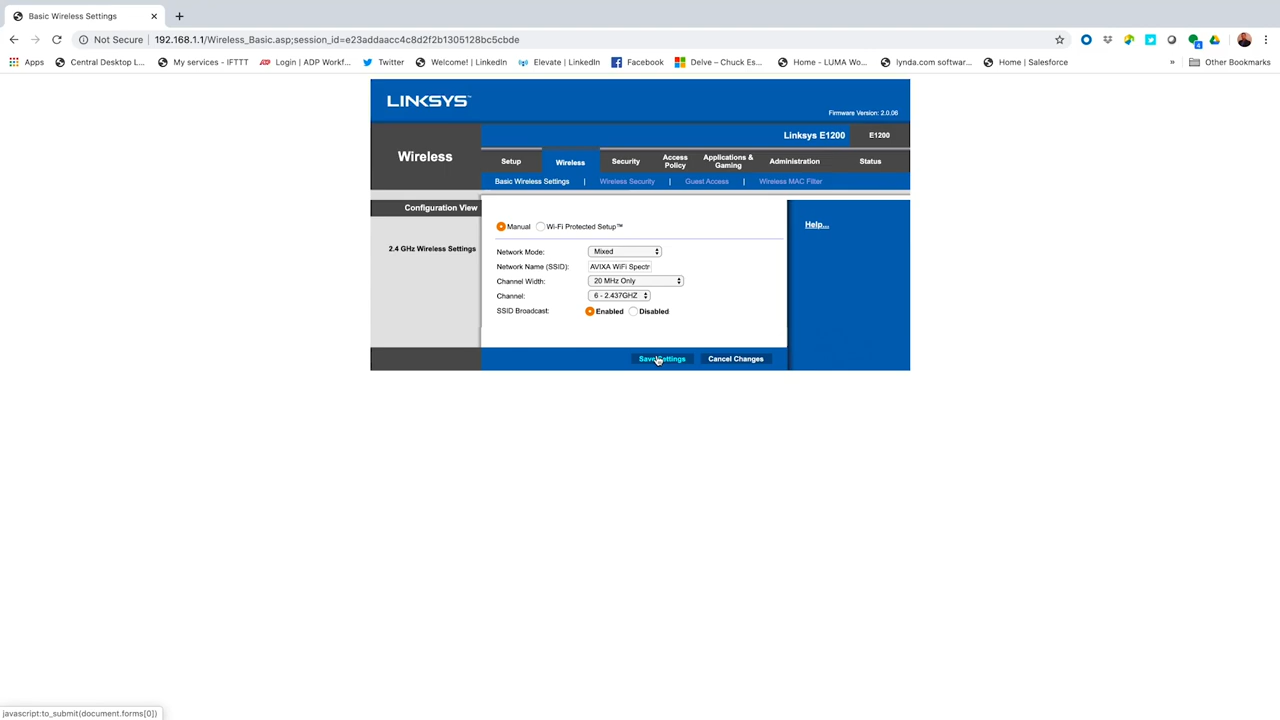 Basic Wireless Settings
Not Secure 192.168.1.1/Wireless_Basic.asp;session_id=e23addaacc4c8d2f2b1305128bc5cbde
Apps Central Desktop L... My services - IFTTT Login | ADP Workf... Twitter Welcome! | LinkedIn Elevate | LinkedIn Facebook Delve – Chuck Es... Home - LUMA Wo... lynda.com softwar... Home | Salesforce » Other Bookmarks
LINKSYS™
Firmware Version: 2.0.06
Linksys E1200 E1200
Wireless
Setup Wireless Security Access Policy Applications & Gaming Administration Status
Basic Wireless Settings | Wireless Security | Guest Access | Wireless MAC Filter
Configuration View
Help...
Manual Wi-Fi Protected Setup™
2.4 GHz Wireless Settings
Network Mode: Mixed
Network Name (SSID): AVIXA WiFi Spectr
Channel Width: 20 MHz Only
Channel: 6 - 2.437GHZ
SSID Broadcast: Enabled Disabled
Save Settings Cancel Changes
javascript:to_submit(document.forms[0])